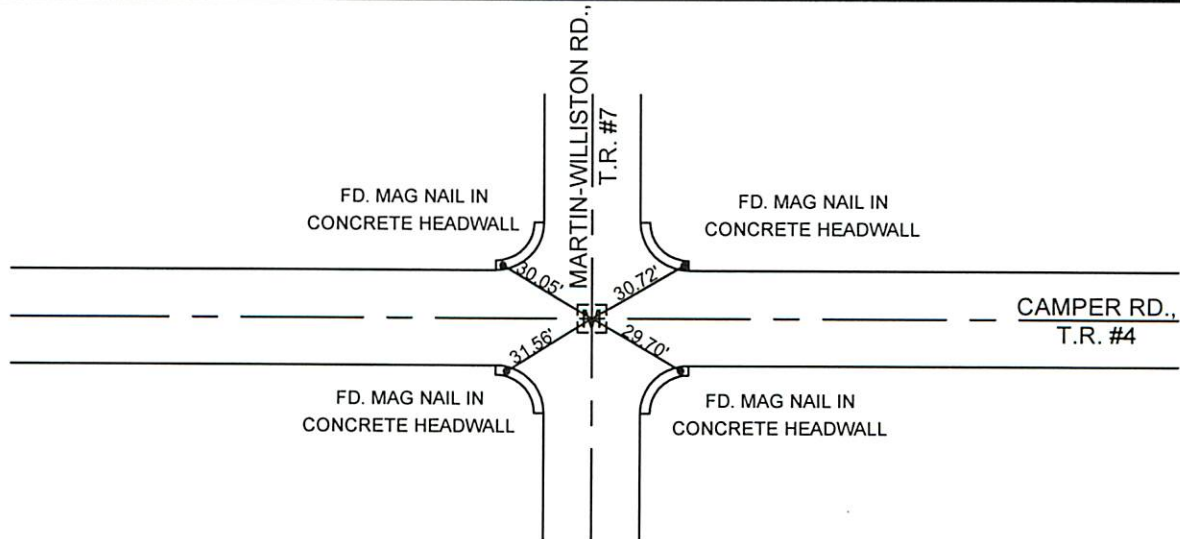 MARTIN-WILLISTON RD.,
T.R. #7
FD. MAG NAIL IN
CONCRETE HEADWALL
FD. MAG NAIL IN
CONCRETE HEADWALL
30.05'
30.72'
CAMPER RD.,
T.R. #4
31.56'
29.70'
FD. MAG NAIL IN
CONCRETE HEADWALL
FD. MAG NAIL IN
CONCRETE HEADWALL